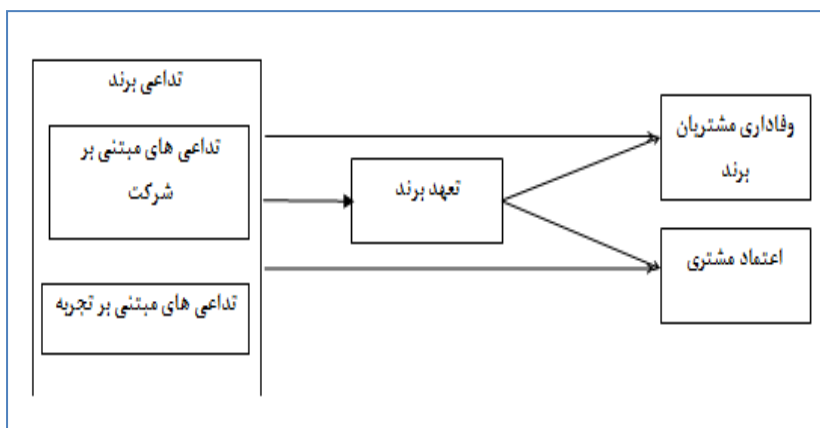 تداعی برند
تداعی های مبتنی بر
شرکت
تداعی های مبتنی بر تجربه
تعهد برند
وفاداری مشتریان
برند
اعتماد مشتری